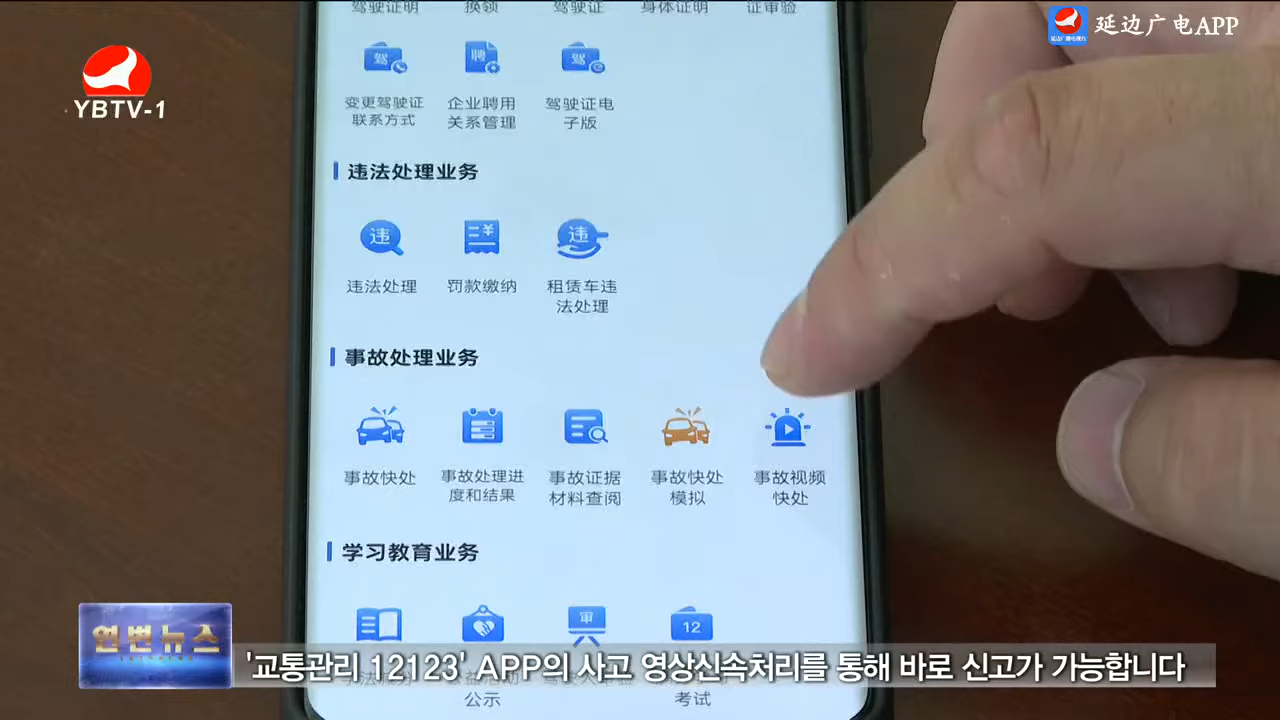 驾驶证明 换领 驾驶证 身体证明 证审验
延边广电APP
YBTV-1
变更驾驶证
联系方式
企业聘用
关系管理
驾驶证电
子版
违法处理业务
违法处理
罚款缴纳
租赁车违
法处理
事故处理业务
事故快处
事故处理进
度和结果
事故证据
材料查阅
事故快处
模拟
事故视频
快处
学习教育业务
审
12
연변뉴스
'교통관리 12123' APP의 사고 영상신속처리를 통해 바로 신고가 가능합니다
公示
考试